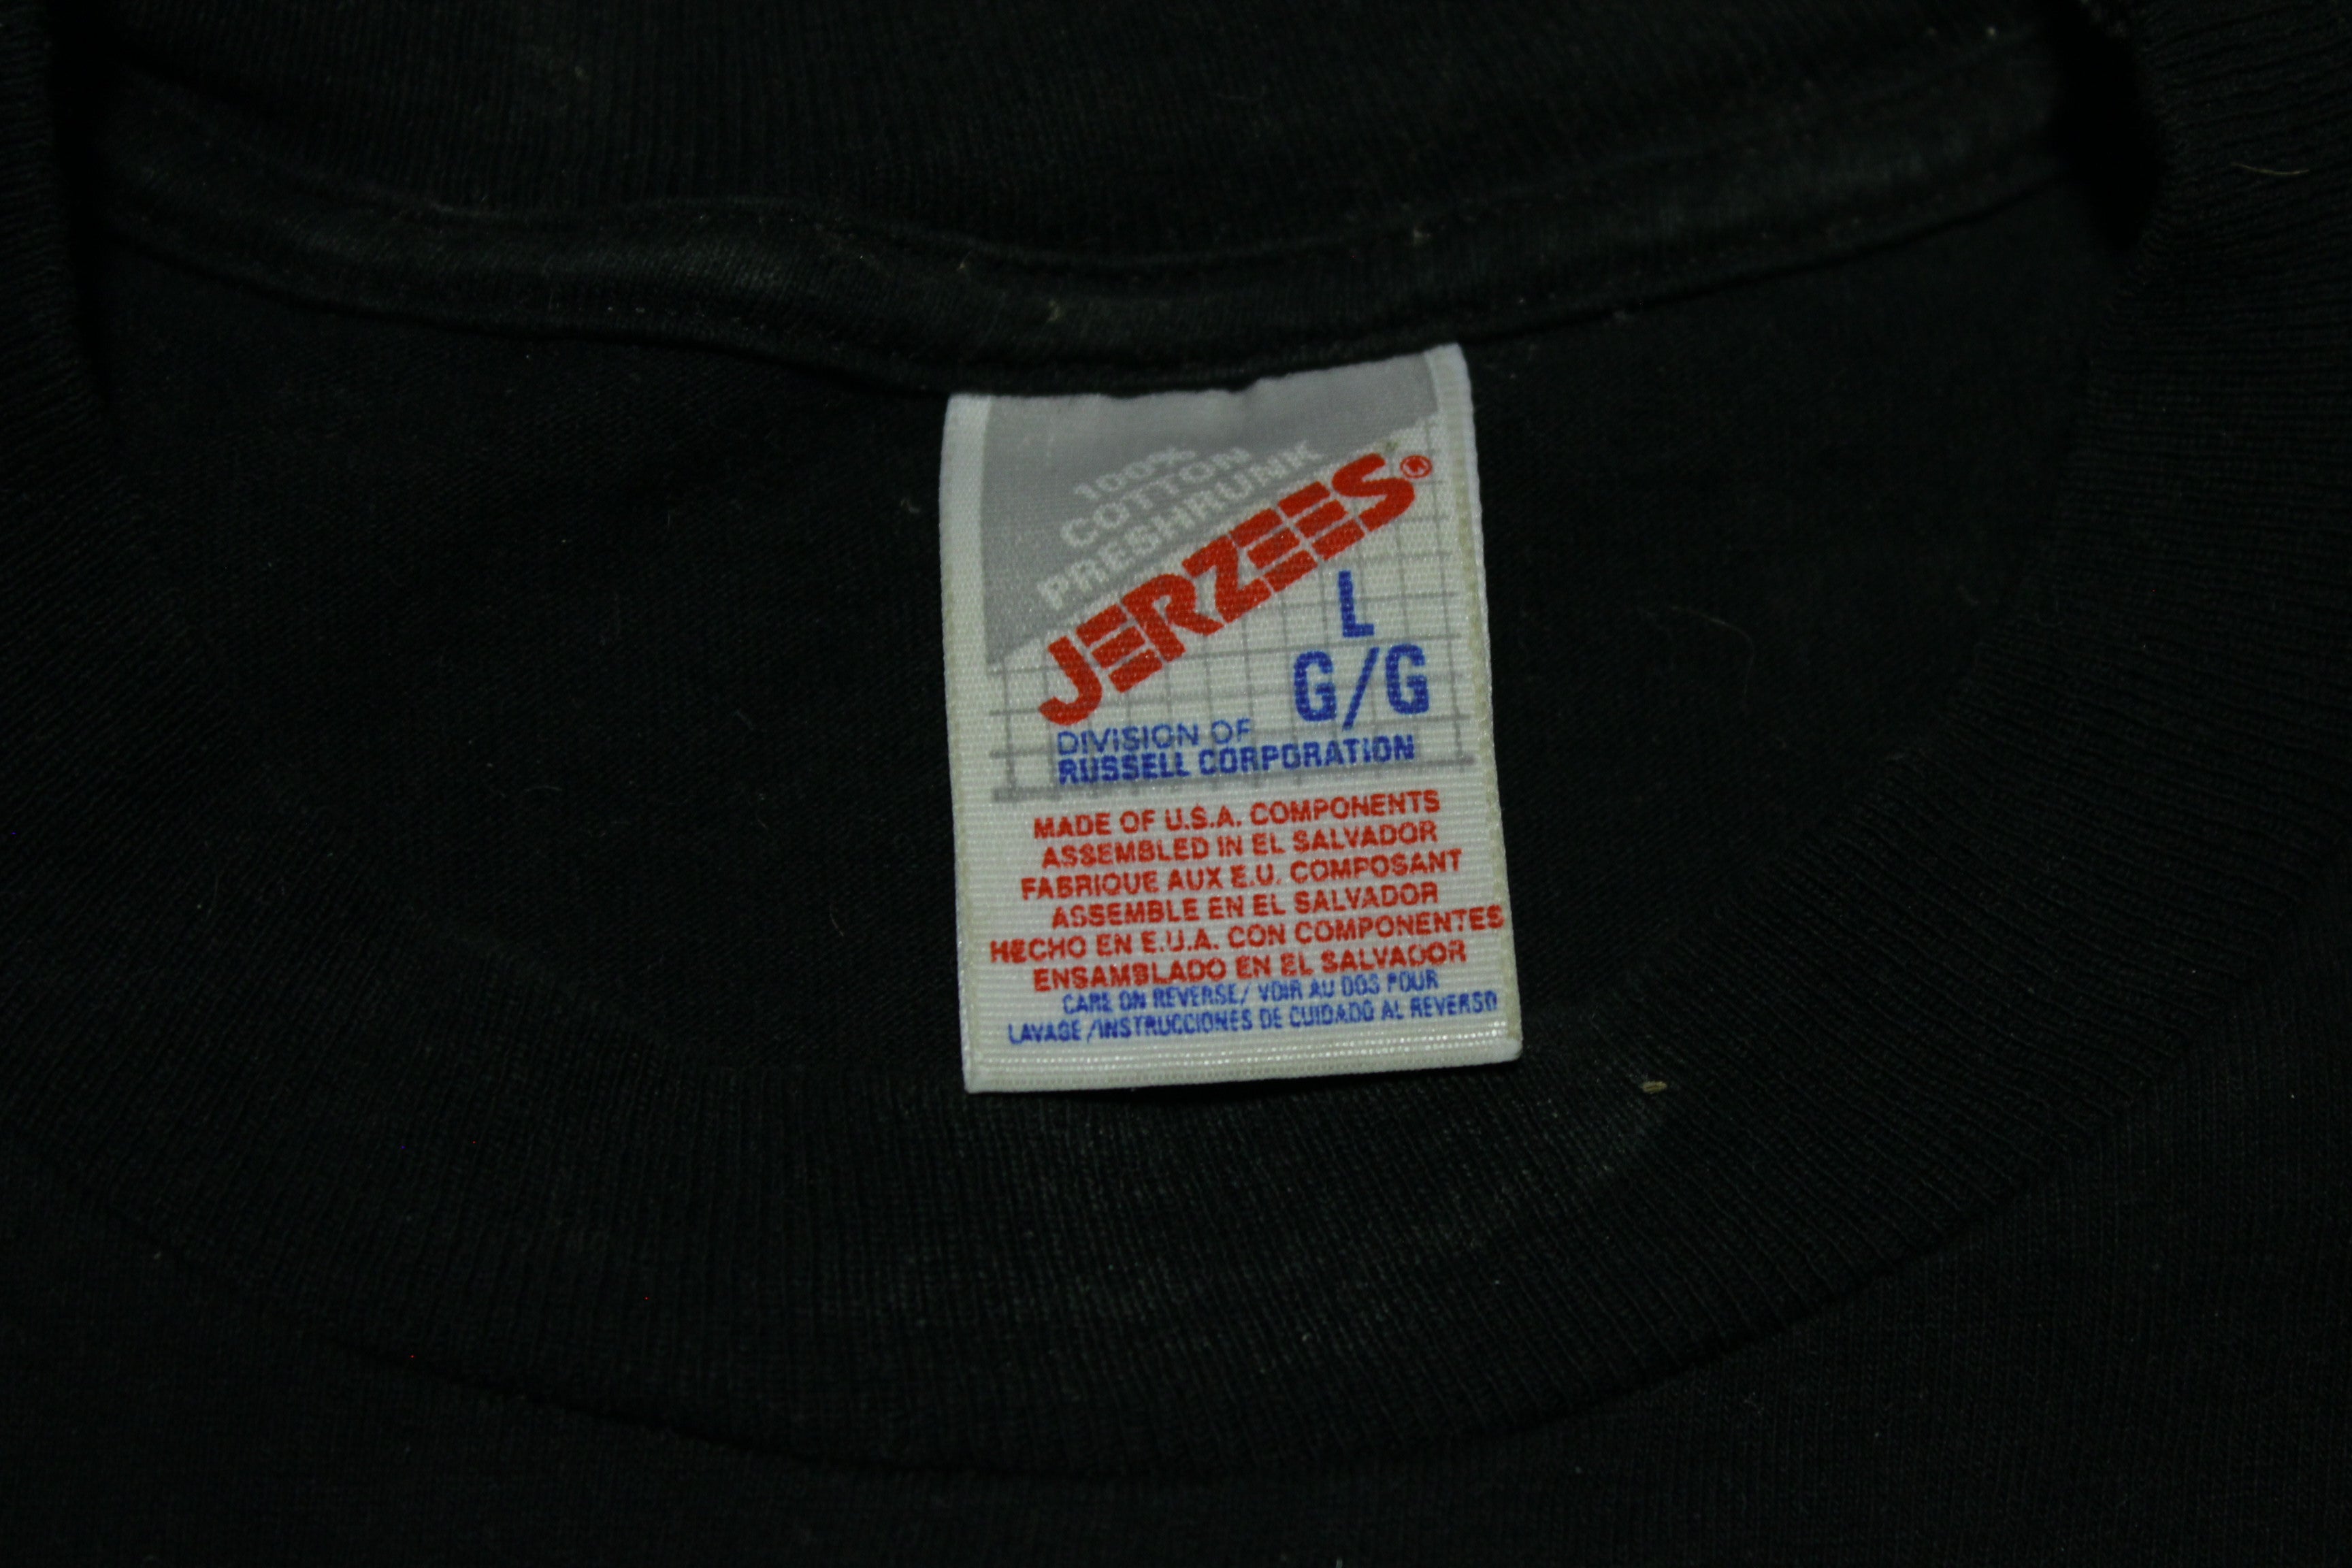 100%
COTTON
PRESHRUNK
JERZEES®
L
G/G
DIVISION OF
RUSSELL CORPORATION
MADE OF U.S.A. COMPONENTS
ASSEMBLED IN EL SALVADOR
FABRIQUE AUX E.U. COMPOSANT
ASSEMBLE EN EL SALVADOR
HECHO EN E.U.A. CON COMPONENTES
ENSAMBLADO EN EL SALVADOR
CARE ON REVERSE/ VOIR AU DOS POUR
LAVAGE /INSTRUCCIONES DE CUIDADO AL REVERSO